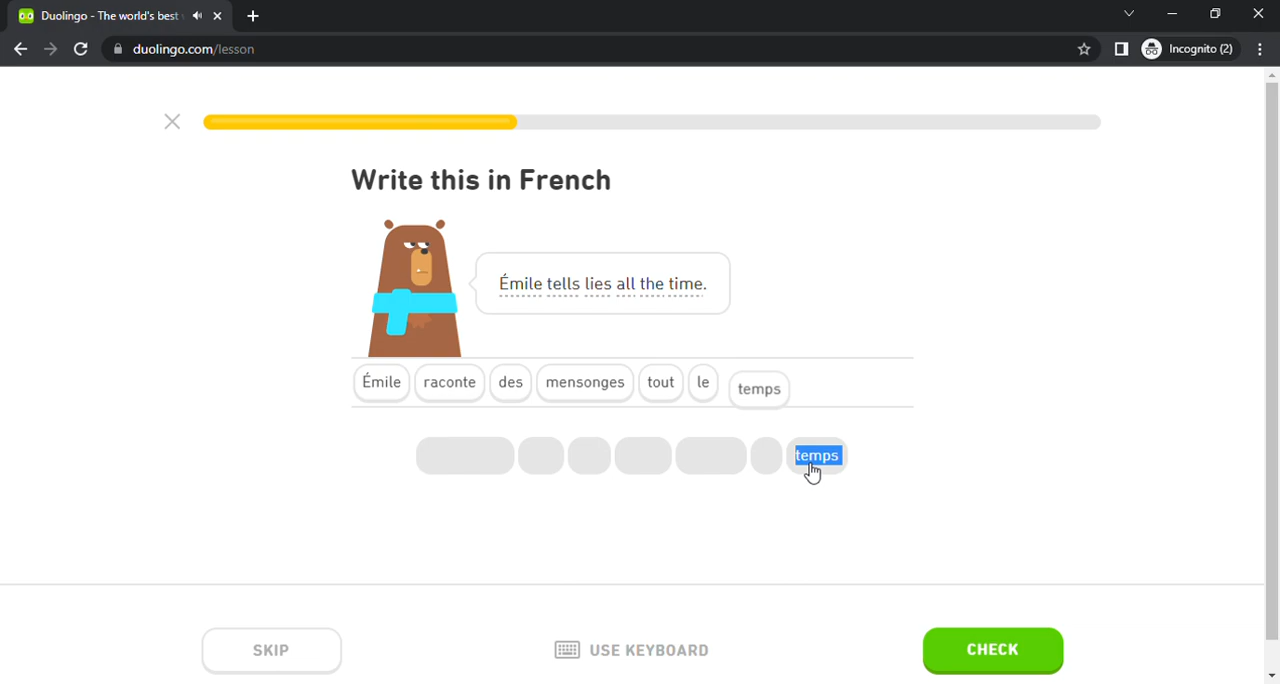 Duolingo - The world's best
duolingo.com/lesson
Incognito (2)
Write this in French
Émile tells lies all the time.
Émile raconte des mensonges tout le temps
temps
SKIP
USE KEYBOARD
CHECK